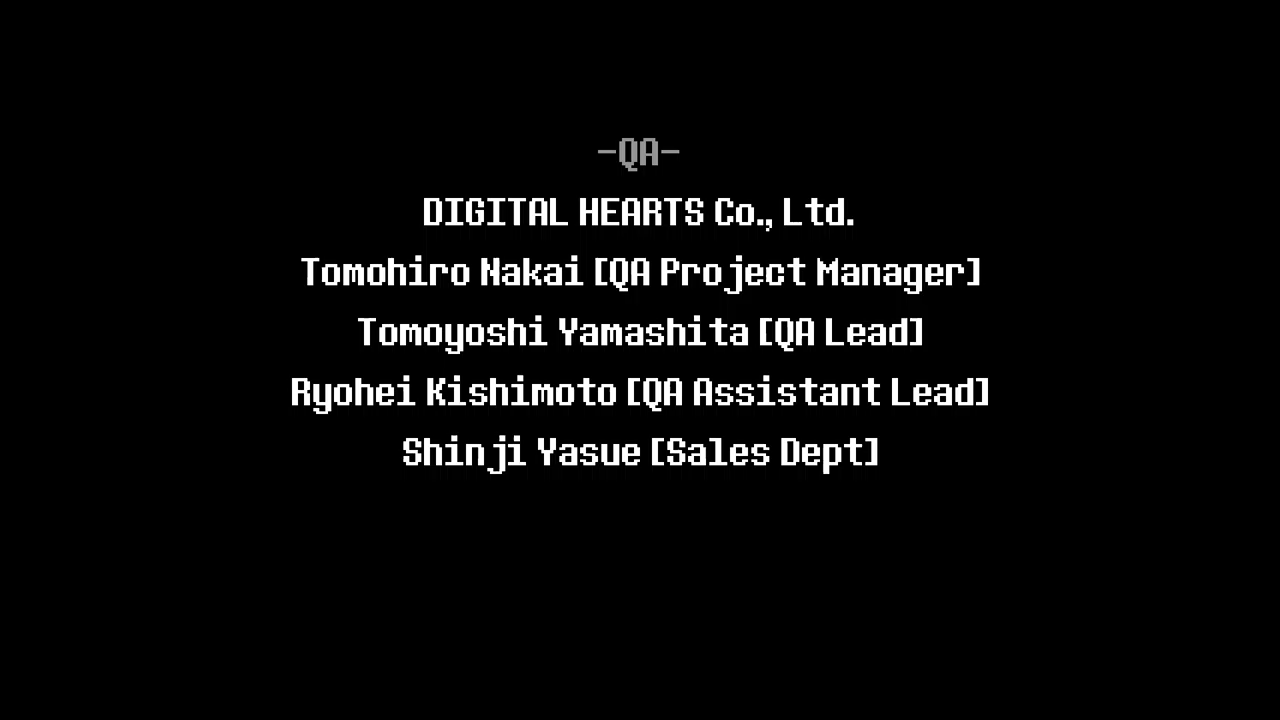 -QA-
DIGITAL HEARTS Co., Ltd.
Tomohiro Nakai [QA Project Manager]
Tomoyoshi Yamashita [QA Lead]
Ryohei Kishimoto [QA Assistant Lead]
Shinji Yasue [Sales Dept]